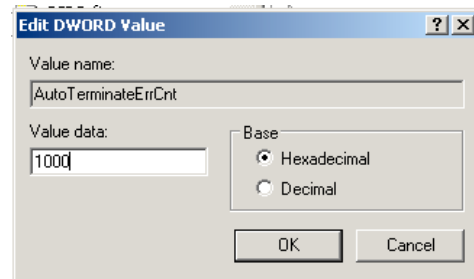 Edit DWORD Value
Value name:
AutoTerminateErrCnt
Value data:
1000
Base
Hexadecimal
Decimal
OK
Cancel